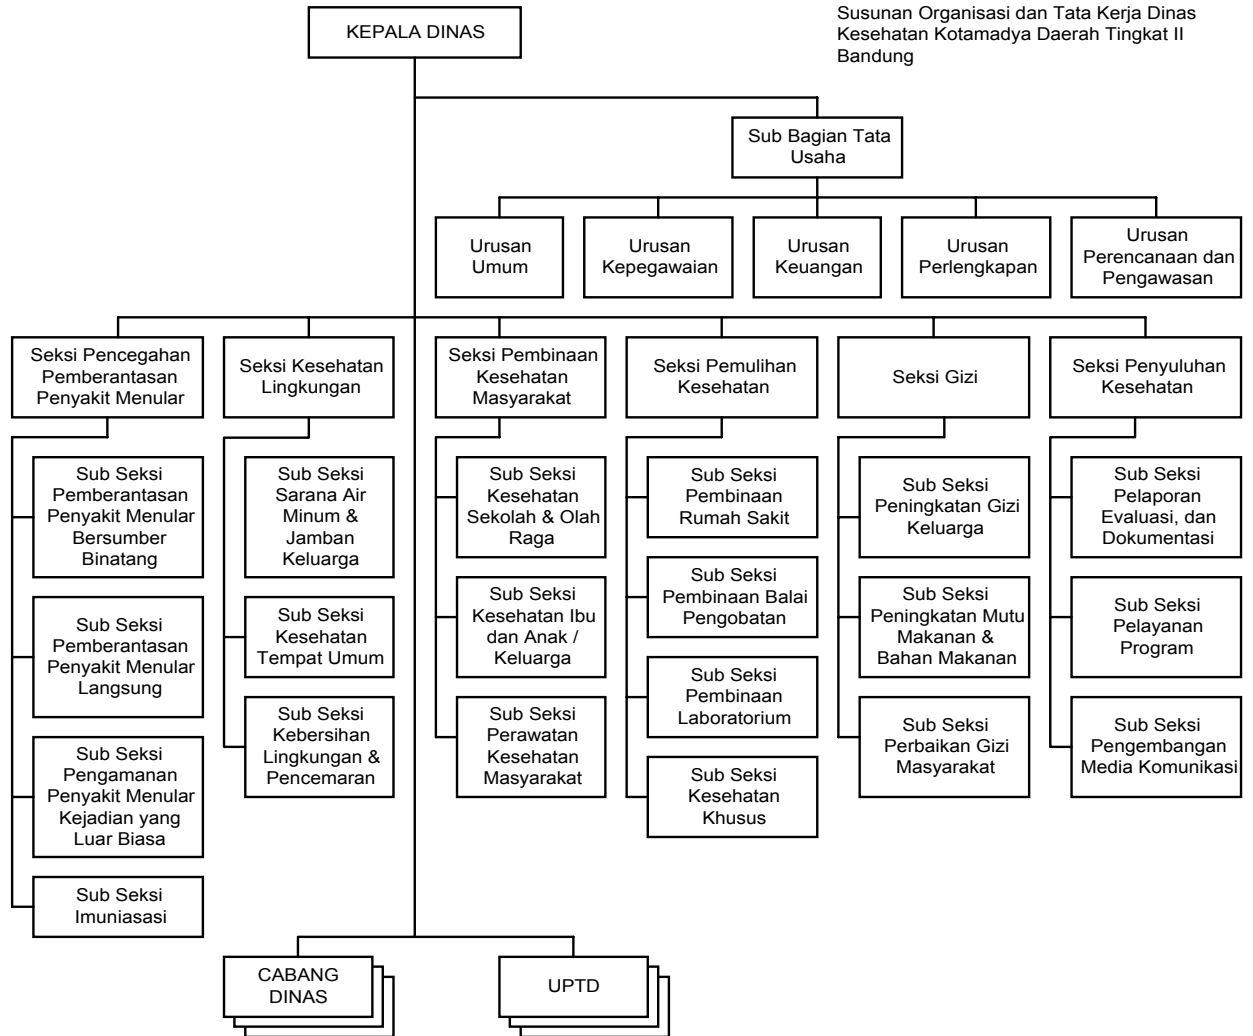 Susunan Organisasi dan Tata Kerja Dinas
Kesehatan Kotamadya Daerah Tingkat II
Bandung
KEPALA DINAS
Sub Bagian Tata
Usaha
Urusan
Umum
Urusan
Kepegawaian
Urusan
Keuangan
Urusan
Perlengkapan
Urusan
Perencanaan dan
Pengawasan
Seksi Pencegahan
Pemberantasan
Penyakit Menular
Seksi Kesehatan
Lingkungan
Seksi Pembinaan
Kesehatan
Masyarakat
Seksi Pemulihan
Kesehatan
Seksi Gizi
Seksi Penyuluhan
Kesehatan
Sub Seksi
Pemberantasan
Penyakit Menular
Bersumber
Binatang
Sub Seksi
Pemberantasan
Penyakit Menular
Langsung
Sub Seksi
Pengamanan
Penyakit Menular
Kejadian yang
Luar Biasa
Sub Seksi
Imuniasasi
Sub Seksi
Sarana Air
Minum &
Jamban
Keluarga
Sub Seksi
Kesehatan
Tempat Umum
Sub Seksi
Kebersihan
Lingkungan &
Pencemaran
Sub Seksi
Kesehatan
Sekolah & Olah
Raga
Sub Seksi
Kesehatan Ibu
dan Anak /
Keluarga
Sub Seksi
Perawatan
Kesehatan
Masyarakat
Sub Seksi
Pembinaan
Rumah Sakit
Sub Seksi
Pembinaan Balai
Pengobatan
Sub Seksi
Pembinaan
Laboratorium
Sub Seksi
Kesehatan
Khusus
Sub Seksi
Peningkatan Gizi
Keluarga
Sub Seksi
Peningkatan Mutu
Makanan &
Bahan Makanan
Sub Seksi
Perbaikan Gizi
Masyarakat
Sub Seksi
Pelaporan
Evaluasi, dan
Dokumentasi
Sub Seksi
Pelayanan
Program
Sub Seksi
Pengembangan
Media Komunikasi
CABANG
DINAS
UPTD